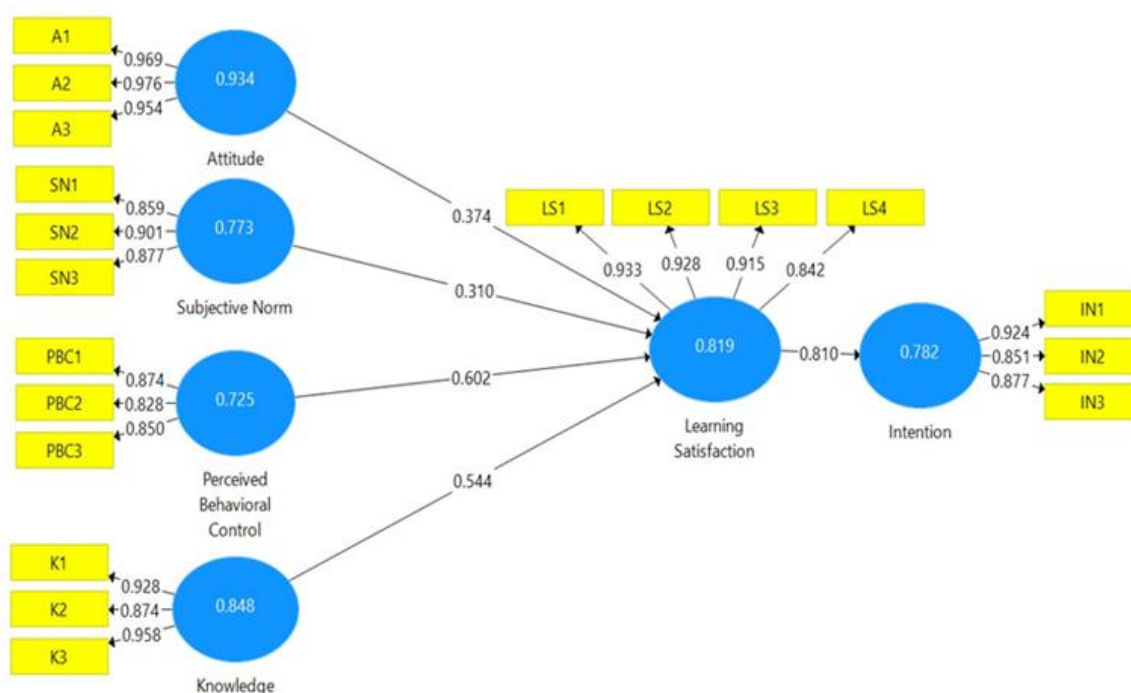 A1
0.969
A2
0.976
A3
0.954
0.934
Attitude
SN1
0.859
SN2
0.901
SN3
0.877
0.773
Subjective Norm
PBC1
0.874
PBC2
0.828
PBC3
0.850
0.725
Perceived
Behavioral
Control
K1
0.928
K2
0.874
K3
0.958
0.848
Knowledge
0.374
0.310
0.602
0.544
LS1
LS2
LS3
LS4
0.933
0.928
0.915
0.842
0.819
Learning
Satisfaction
0.810
0.782
Intention
0.924
IN1
0.851
IN2
0.877
IN3